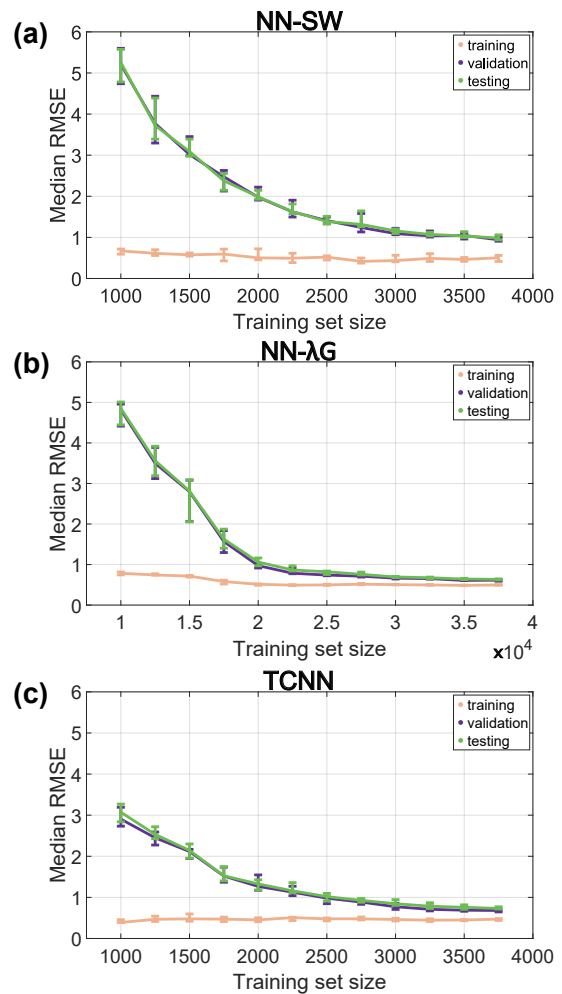 (a)
NN-SW
6
5
4
3
2
1
0
Median RMSE
training
validation
testing
1000 1500 2000 2500 3000 3500 4000
Training set size
(b)
NN-λG
6
5
4
3
2
1
0
Median RMSE
training
validation
testing
1 1.5 2 2.5 3 3.5 4
Training set size
x10⁴
(c)
TCNN
6
5
4
3
2
1
0
Median RMSE
training
validation
testing
1000 1500 2000 2500 3000 3500 4000
Training set size